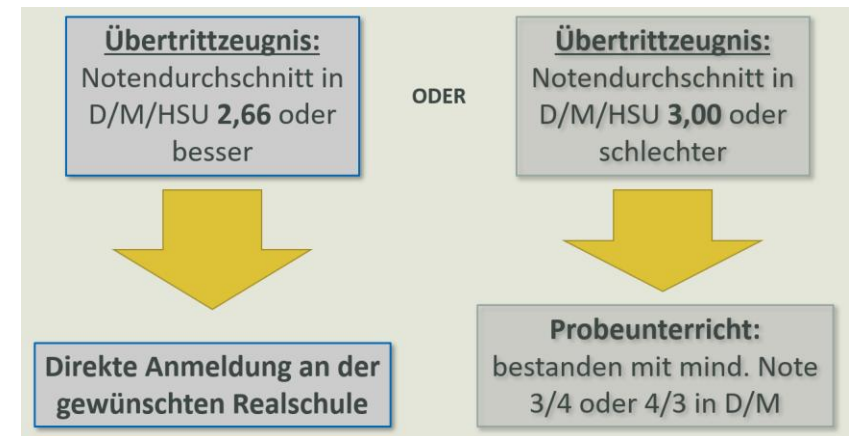 Übertrittzeugnis:
Notendurchschnitt in
D/M/HSU 2,66 oder
besser
ODER
Übertrittzeugnis:
Notendurchschnitt in
D/M/HSU 3,00 oder
schlechter
Direkte Anmeldung an der
gewünschten Realschule
Probeunterricht:
bestanden mit mind. Note
3/4 oder 4/3 in D/M